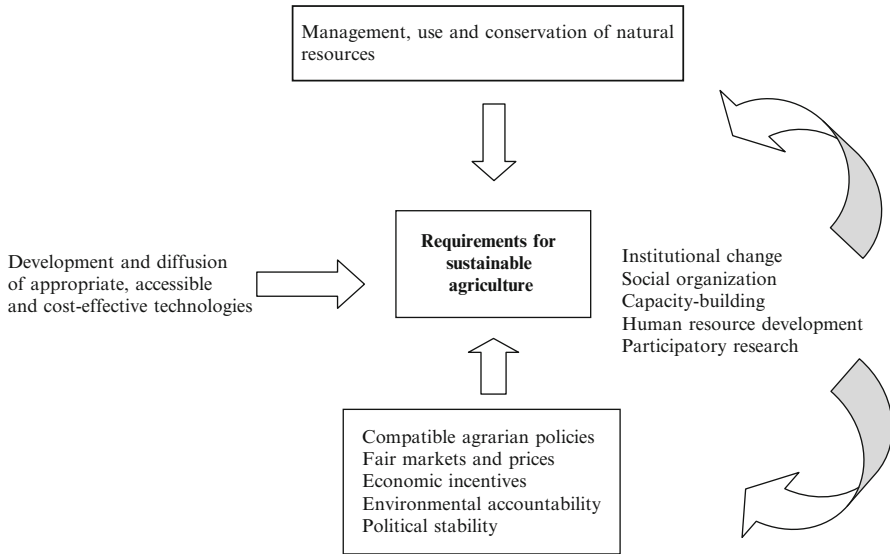 Management, use and conservation of natural
resources
Requirements for
sustainable
agriculture
Development and diffusion
of appropriate, accessible
and cost-effective technologies
Institutional change
Social organization
Capacity-building
Human resource development
Participatory research
Compatible agrarian policies
Fair markets and prices
Economic incentives
Environmental accountability
Political stability